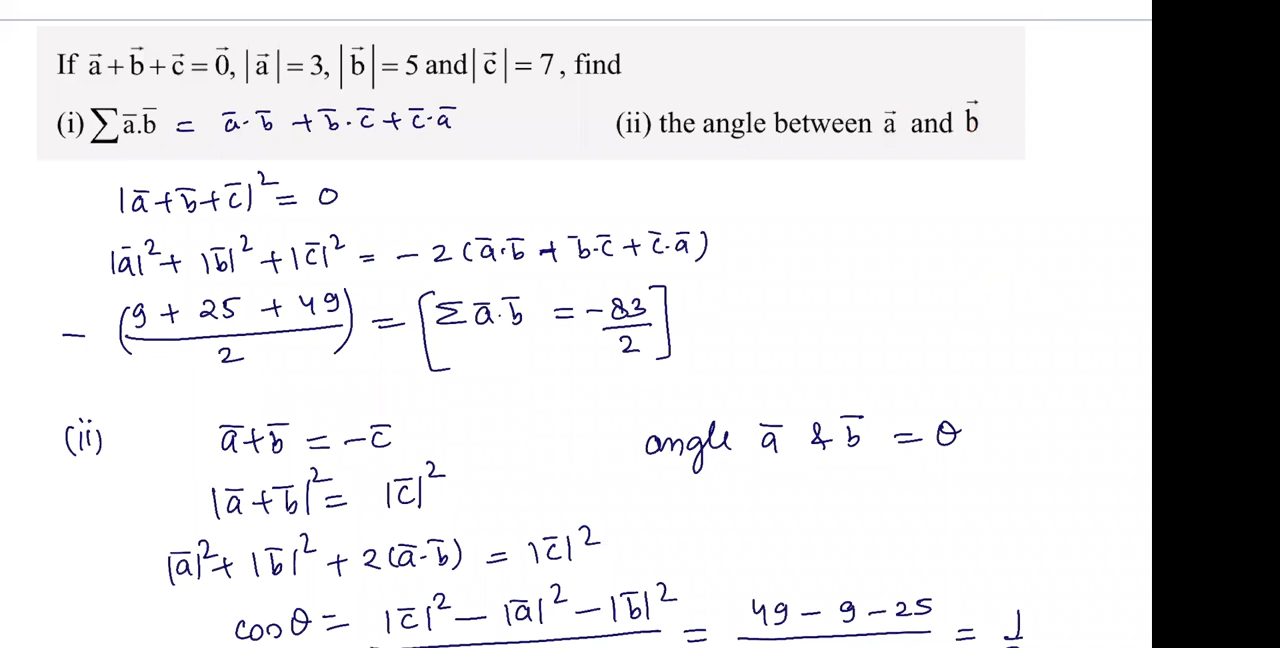 If a⃗ + b⃗ + c⃗ = 0⃗, |a⃗| = 3, |b⃗| = 5 and |c⃗| = 7, find
(i) ∑ a̅.b̅ = a̅·b̅ + b̅·c̅ + c̅·a̅ (ii) the angle between a⃗ and b⃗
|a̅+b̅+c̅|² = 0
|a̅|² + |b̅|² + |c̅|² = -2(a̅·b̅ + b̅·c̅ + c̅·a̅)
-(9 + 25 + 49)/2 = [Σ a̅·b̅ = -83/2]
(ii) a̅+b̅ = -c̅ angle a̅ & b̅ = θ
|a̅+b̅|² = |c̅|²
|a̅|² + |b̅|² + 2(a̅·b̅) = |c̅|²
cosθ = |c̅|² - |a̅|² - |b̅|² = 49 - 9 - 25 = 1